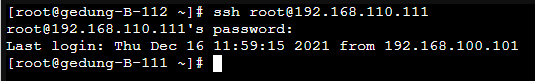 [root@gedung-B-112 ~]# ssh root@192.168.110.111
root@192.168.110.111's password:
Last login: Thu Dec 16 11:59:15 2021 from 192.168.100.101
[root@gedung-B-111 ~]#